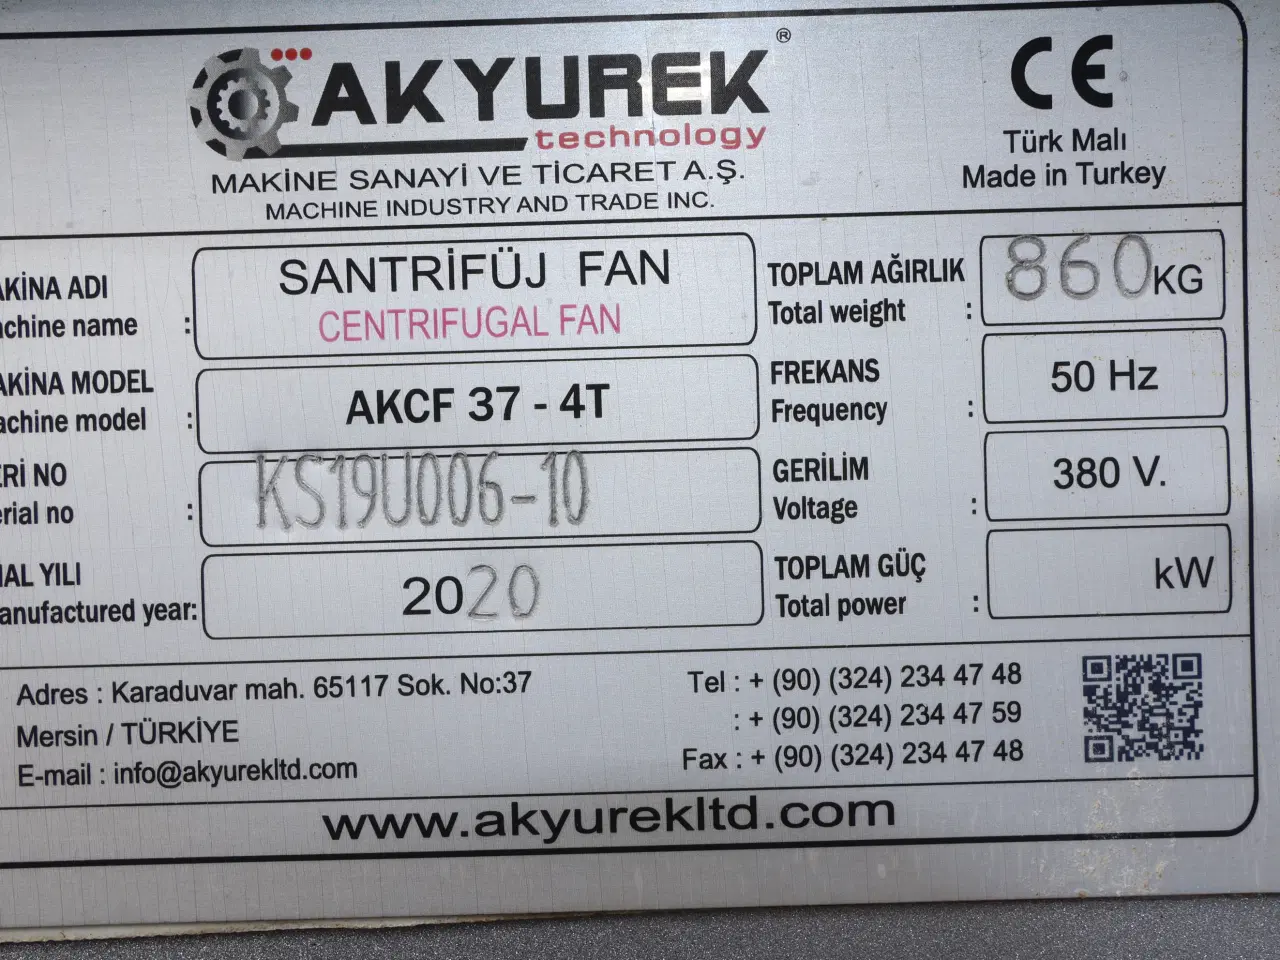 AKYUREK ®
technology
MAKİNE SANAYİ VE TİCARET A.Ş.
MACHINE INDUSTRY AND TRADE INC.
CE
Türk Malı
Made in Turkey
AKİNA ADI
achine name :
SANTRİFÜJ FAN
CENTRIFUGAL FAN
AKİNA MODEL
achine model :
AKCF 37 - 4T
ERİ NO
erial no :
KS19U006-10
MAL YILI
anufactured year:
2020
TOPLAM AĞIRLIK
Total weight :
860 KG
FREKANS
Frequency :
50 Hz
GERİLİM
Voltage :
380 V.
TOPLAM GÜÇ
Total power :
kW
Adres : Karaduvar mah. 65117 Sok. No:37
Mersin / TÜRKİYE
E-mail : info@akyurekltd.com
Tel : + (90) (324) 234 47 48
: + (90) (324) 234 47 59
Fax : + (90) (324) 234 47 48
www.akyurekltd.com